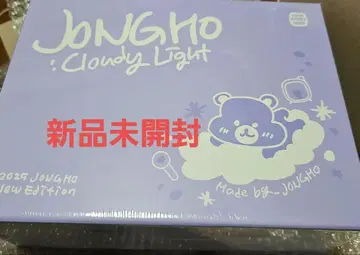 JONGHO
:Cloudy Light
新品未開封
2025 JONGHO
New Edition
Made by_JONGHO